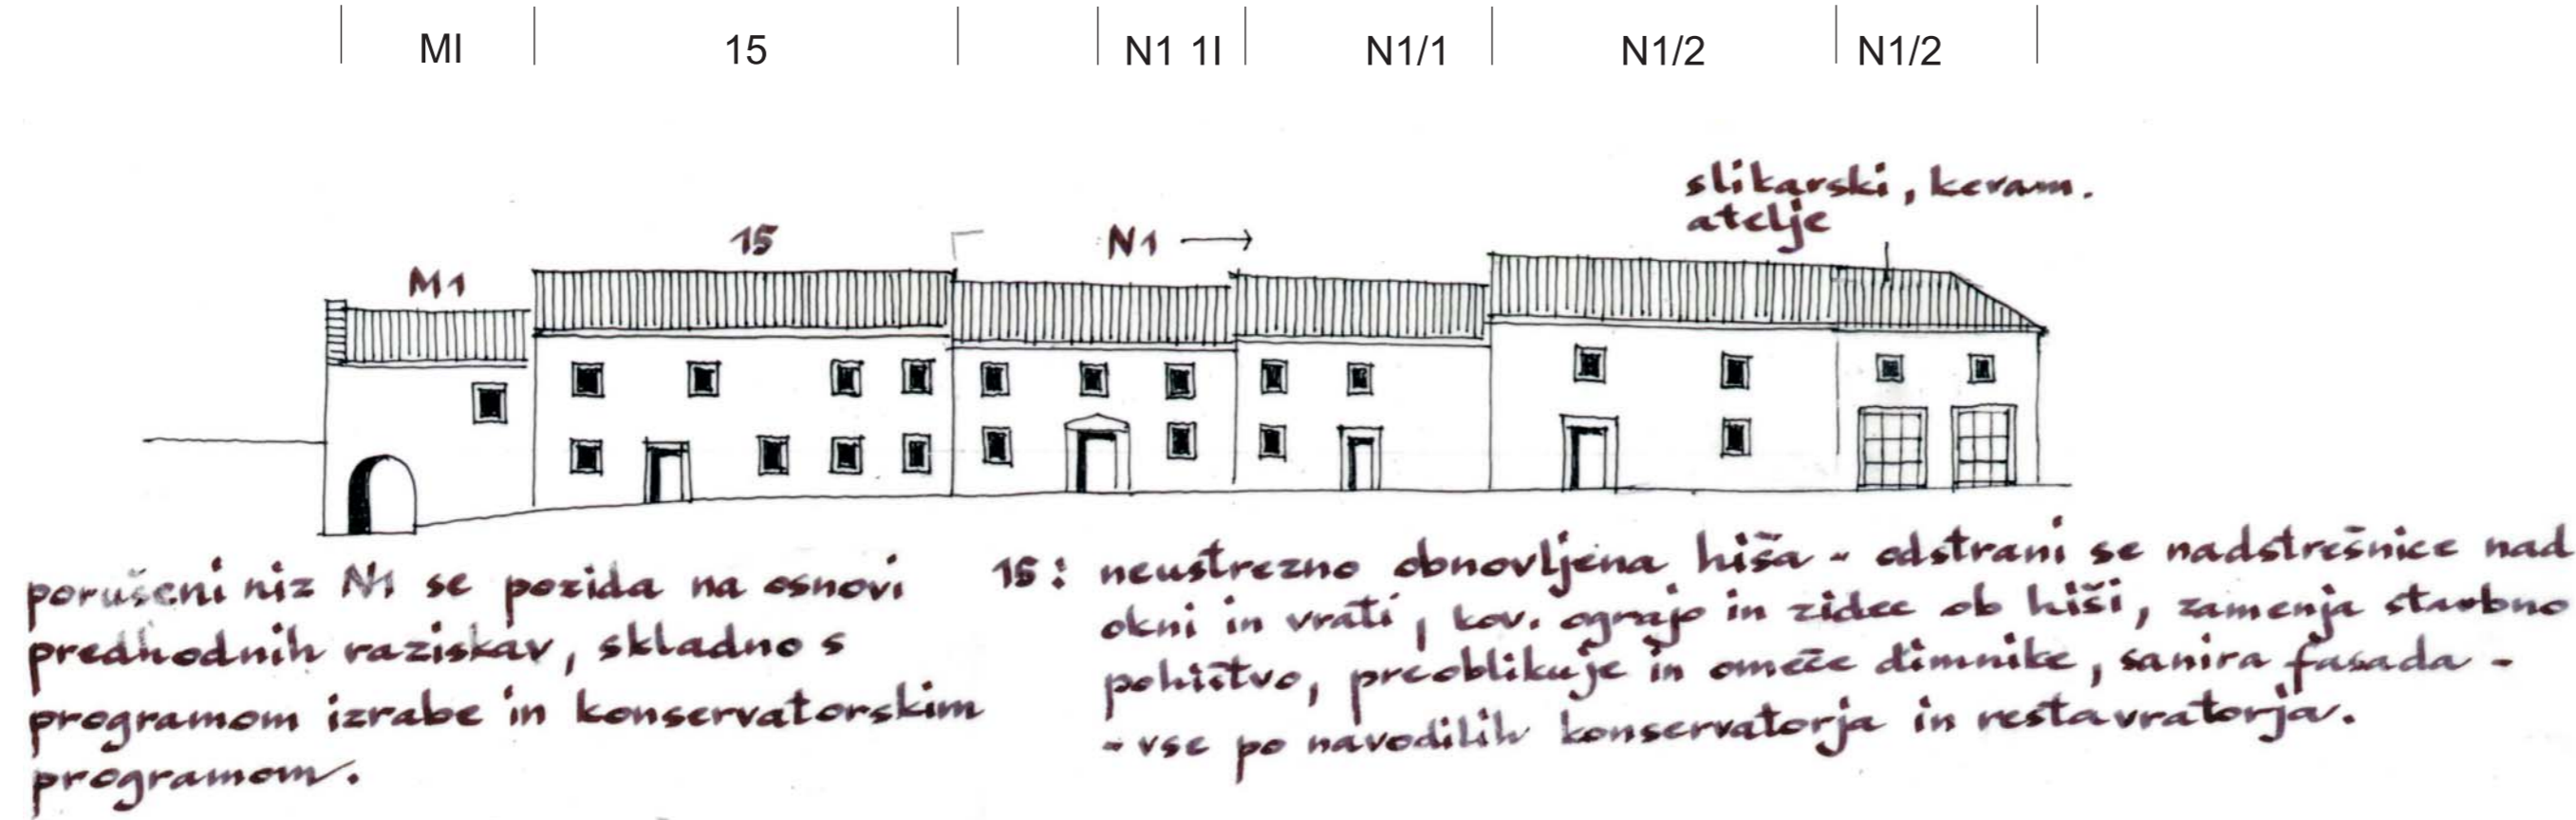 MI 15 N1 1I N1/1 N1/2 N1/2
slikarski, keram.
atelje
15 N1
M1
porušeni niz N1 se pozida na osnovi
predhodnih raziskav, skladno s
programom izrabe in konservatorskim
programom.
15: neustrezno obnovljena hiša - odstrani se nadstrešnice nad
okni in vrati, kov. ograjo in zidec ob hiši, zamenja stavbno
pohištvo, preoblikuje in omeče dimnike, sanira fasada -
- vse po navodilih konservatorja in restavratorja.